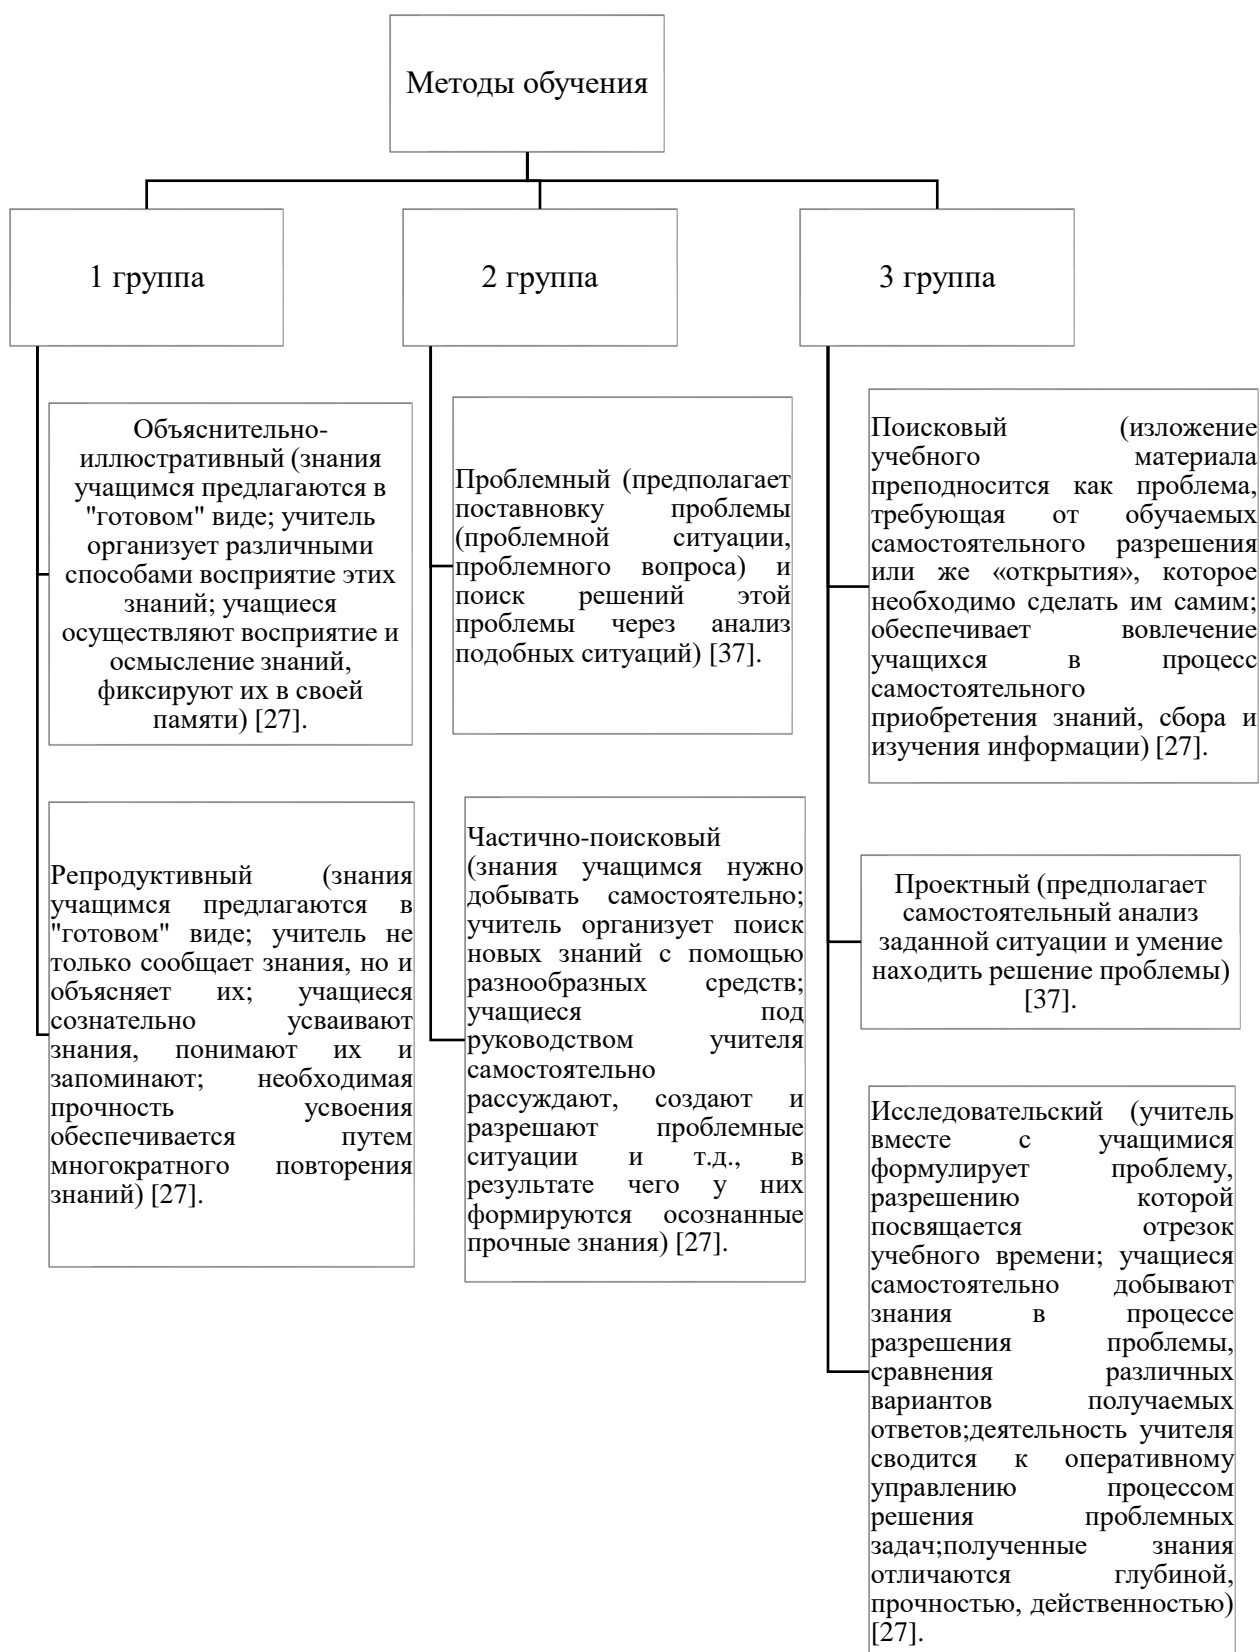 Методы обучения
1 группа
2 группа
3 группа
Объяснительно-
иллюстративный (знания
учащимся предлагаются в
"готовом" виде; учитель
организует различными
способами восприятие этих
знаний; учащиеся
осуществляют восприятие и
осмысление знаний,
фиксируют их в своей
памяти) [27].
Репродуктивный (знания
учащимся предлагаются в
"готовом" виде; учитель не
только сообщает знания, но и
объясняет их; учащиеся
сознательно усваивают
знания, понимают их и
запоминают; необходимая
прочность усвоения
обеспечивается путем
многократного повторения
знаний) [27].
Проблемный (предполагает
поставновку проблемы
(проблемной ситуации,
проблемного вопроса) и
поиск решений этой
проблемы через анализ
подобных ситуаций) [37].
Частично-поисковый
(знания учащимся нужно
добывать самостоятельно;
учитель организует поиск
новых знаний с помощью
разнообразных средств;
учащиеся под
руководством учителя
самостоятельно
рассуждают, создают и
разрешают проблемные
ситуации и т.д., в
результате чего у них
формируются осознанные
прочные знания) [27].
Поисковый (изложение
учебного материала
преподносится как проблема,
требующая от обучаемых
самостоятельного разрешения
или же «открытия», которое
необходимо сделать им самим;
обеспечивает вовлечение
учащихся в процесс
самостоятельного
приобретения знаний, сбора и
изучения информации) [27].
Проектный (предполагает
самостоятельный анализ
заданной ситуации и умение
находить решение проблемы)
[37].
Исследовательский (учитель
вместе с учащимися
формулирует проблему,
разрешению которой
посвящается отрезок
учебного времени; учащиеся
самостоятельно добывают
знания в процессе
разрешения проблемы,
сравнения различных
вариантов получаемых
ответов;деятельность учителя
сводится к оперативному
управлению процессом
решения проблемных
задач;полученные знания
отличаются глубиной,
прочностью, действенностью)
[27].